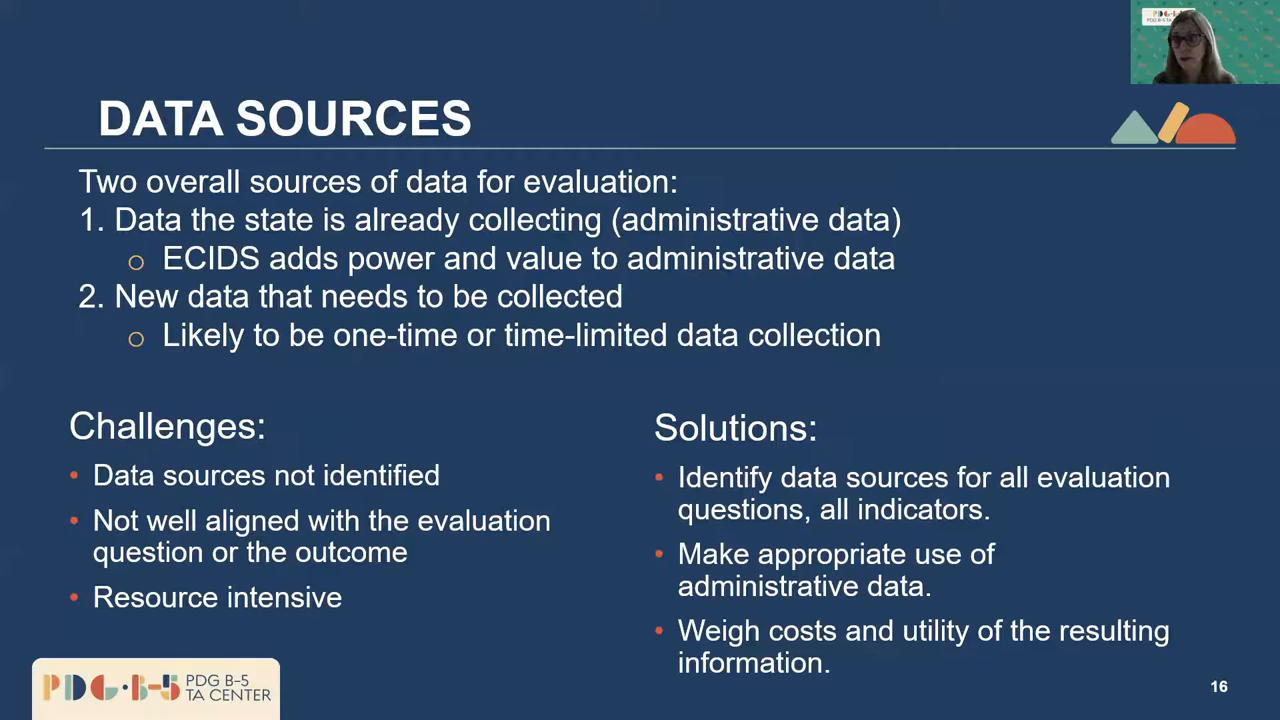 DATA SOURCES
Two overall sources of data for evaluation:
1. Data the state is already collecting (administrative data)
o ECIDS adds power and value to administrative data
2. New data that needs to be collected
o Likely to be one-time or time-limited data collection
Challenges:
• Data sources not identified
• Not well aligned with the evaluation
question or the outcome
• Resource intensive
Solutions:
• Identify data sources for all evaluation
questions, all indicators.
• Make appropriate use of
administrative data.
• Weigh costs and utility of the resulting
information.
PDG·B-5
PDG B–5
TA CENTER
16